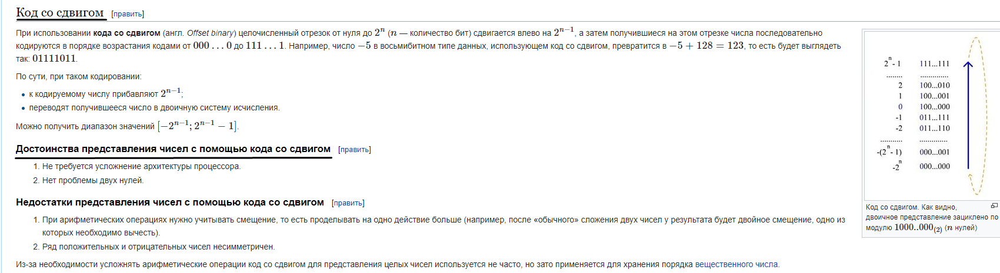 Код со сдвигом [править]
При использовании кода со сдвигом (англ. Offset binary) целочисленный отрезок от нуля до 2^n (n — количество бит) сдвигается влево на 2^{n−1}, а затем получившиеся на этом отрезке числа последовательно
кодируются в порядке возрастания кодами от 000 … 0 до 111 … 1. Например, число −5 в восьмибитном типе данных, использующем код со сдвигом, превратится в −5 + 128 = 123, то есть будет выглядеть
так: 01111011.
По сути, при таком кодировании:
• к кодируемому числу прибавляют 2^{n−1};
• переводят получившееся число в двоичную систему исчисления.
Можно получить диапазон значений [−2^{n−1}; 2^{n−1} − 1].
Достоинства представления чисел с помощью кода со сдвигом [править]
1. Не требуется усложнение архитектуры процессора.
2. Нет проблемы двух нулей.
Недостатки представления чисел с помощью кода со сдвигом [править]
1. При арифметических операциях нужно учитывать смещение, то есть проделывать на одно действие больше (например, после «обычного» сложения двух чисел у результата будет двойное смещение, одно из
которых необходимо вычесть).
2. Ряд положительных и отрицательных чисел несимметричен.
Из-за необходимости усложнять арифметические операции код со сдвигом для представления целых чисел используется не часто, но зато применяется для хранения порядка вещественного числа.
2^n - 1 111...111
........ ..............
2 100...010
1 100...001
0 100...000
-1 011...111
-2 011...110
........... ..............
-(2^n - 1) 000...001
-2^n 000...000
Код со сдвигом. Как видно,
двоичное представление зациклено по
модулю 1000..000_(2) (n нулей)